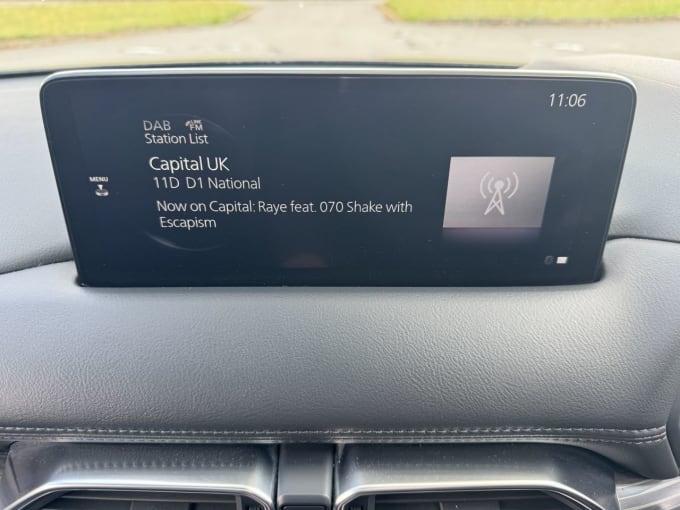 11:06
DAB LINK FM
Station List
Capital UK
MENU
11D D1 National
Now on Capital: Raye feat. 070 Shake with
Escapism